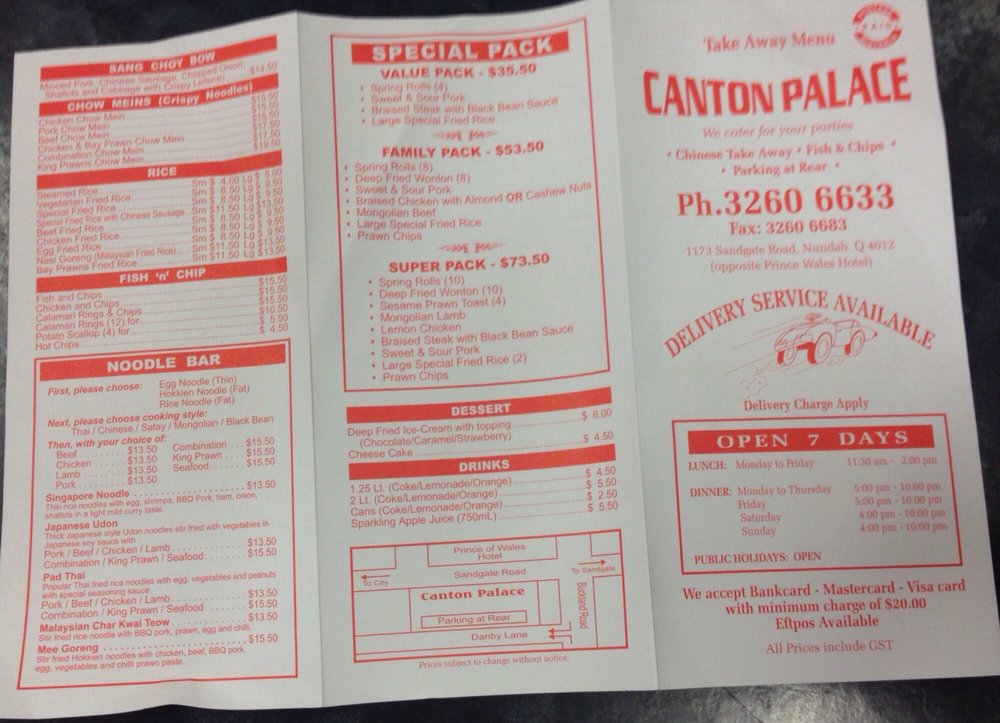 SANG CHOY BOW
Minced Pork, Chinese Sausage, Chopped Onion,
Shallots and Cabbage with Crispy Lettuce) $14.50
CHOW MEINS (Crispy Noodles)
Chicken Chow Mein $15.50
Pork Chow Mein $15.50
Beef Chow Mein $15.50
Chicken & Bay Prawn Chow Mein $17.50
Combination Chow Mein $17.50
King Prawns Chow Mein $19.50
RICE
Steamed Rice Sm $ 4.00 Lg $ 5.00
Vegetarian Fried Rice Sm $ 8.50 Lg $ 9.50
Special Fried Rice Sm $ 8.50 Lg $ 9.50
Special Fried Rice with Chinese Sausage Sm $11.50 Lg $13.50
Beef Fried Rice Sm $ 8.50 Lg $ 9.50
Chicken Fried Rice Sm $ 8.50 Lg $ 9.50
Egg Fried Rice Sm $ 8.50 Lg $ 9.50
Nasi Goreng (Malaysian Fried Rice) Sm $11.50 Lg $13.50
Bay Prawns Fried Rice Sm $11.50 Lg $13.50
FISH 'n' CHIP
Fish and Chips $15.50
Chicken and Chips $15.50
Calamari Rings & Chips $15.50
Calamari Rings (12) for $10.50
Potato Scallop (4) for $ 5.50
Hot Chips $ 4.50
NOODLE BAR
First, please choose: Egg Noodle (Thin)
Hokkien Noodle (Fat)
Rice Noodle (Fat)
Next, please choose cooking style:
Thai / Chinese / Satay / Mongolian / Black Bean
Then, with your choice of:
Beef $13.50 Combination $15.50
Chicken $13.50 King Prawn $15.50
Lamb $13.50 Seafood $15.50
Pork $13.50
Singapore Noodle $13.50
Thin rice noodles with egg, shrimps, BBQ Pork, ham, onion,
shallots in a light mild curry taste.
Japanese Udon
Thick Japanese style Udon noodles stir fried with vegetables in
Japanese soy sauce with
Pork / Beef / Chicken / Lamb $13.50
Combination / King Prawn / Seafood $15.50
Pad Thai
Popular Thai fried rice noodles with egg, vegetables and peanuts
with special seasoning sauce.
Pork / Beef / Chicken / Lamb $13.50
Combination / King Prawn / Seafood $15.50
Malaysian Char Kwai Teow $13.50
Stir fried rice noodle with BBQ pork, prawn, egg and chilli.
Mee Goreng $15.50
Stir fried Hokkien noodles with chicken, beef, BBQ pork,
egg, vegetables and chilli prawn paste.
SPECIAL PACK
VALUE PACK - $35.50
• Spring Rolls (4)
• Sweet & Sour Pork
• Braised Steak with Black Bean Sauce
• Large Special Fried Rice
FAMILY PACK - $53.50
• Spring Rolls (8)
• Deep Fried Wonton (8)
• Sweet & Sour Pork
• Braised Chicken with Almond OR Cashew Nuts
• Mongolian Beef
• Large Special Fried Rice
• Prawn Chips
SUPER PACK - $73.50
• Spring Rolls (10)
• Deep Fried Wonton (10)
• Sesame Prawn Toast (4)
• Mongolian Lamb
• Lemon Chicken
• Braised Steak with Black Bean Sauce
• Sweet & Sour Pork
• Large Special Fried Rice (2)
• Prawn Chips
DESSERT
Deep Fried Ice-Cream with topping $ 6.00
(Chocolate/Caramel/Strawberry)
Cheese Cake $ 4.50
DRINKS
1.25 Lt. (Coke/Lemonade/Orange) $ 4.50
2 Lt. (Coke/Lemonade/Orange) $ 5.50
Cans (Coke/Lemonade/Orange) $ 2.50
Sparkling Apple Juice (750mL) $ 5.50
Prince of Wales
Hotel
To City
Sandgate Road
To Sandgate
Canton Palace
Parking at Rear
Buckland Road
Danby Lane
Prices subject to change without notice.
POSTAGE
PAID
AUSTRALIA
Take Away Menu
CANTON PALACE
We cater for your parties
• Chinese Take Away • Fish & Chips •
• Parking at Rear •
Ph.3260 6633
Fax: 3260 6683
1173 Sandgate Road, Nundah Q 4012
(opposite Prince Wales Hotel)
DELIVERY SERVICE AVAILABLE
Delivery Charge Apply
OPEN 7 DAYS
LUNCH: Monday to Friday 11:30 am - 2:00 pm
DINNER: Monday to Thursday 5:00 pm - 10:00 pm
Friday 5:00 pm - 10:00 pm
Saturday 4:00 pm - 10:00 pm
Sunday 4:00 pm - 10:00 pm
PUBLIC HOLIDAYS: OPEN
We accept Bankcard - Mastercard - Visa card
with minimum charge of $20.00
Eftpos Available
All Prices include GST